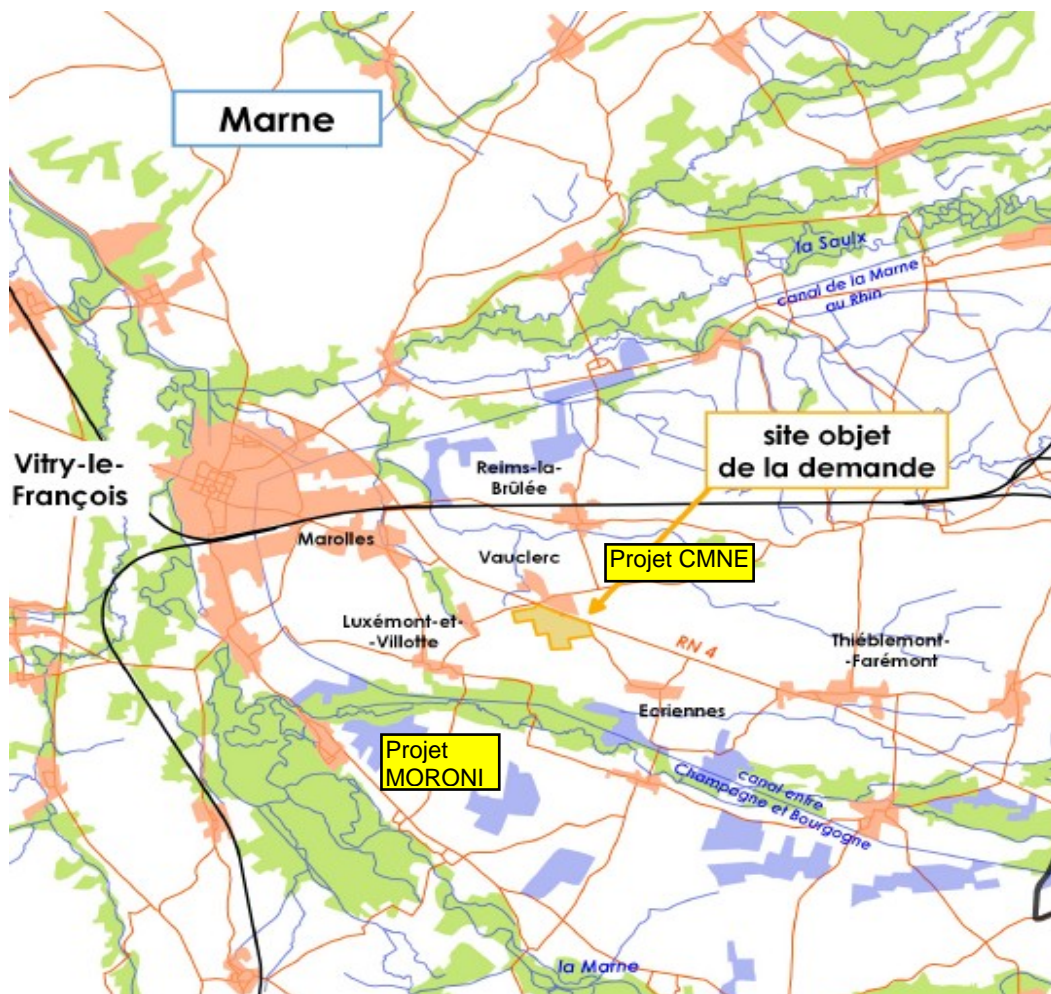 Marne
la Saulx
canal de la Marne
au Rhin
site objet
de la demande
Vitry-le-
François
Reims-la-
Brûlée
Marolles
Vauclerc
Projet CMNE
Luxémont-et-
-Villotte
RN 4
Thiéblemont-
-Farémont
Ecriennes
Projet
MORONI
canal entre
Champagne et Bourgogne
la Marne